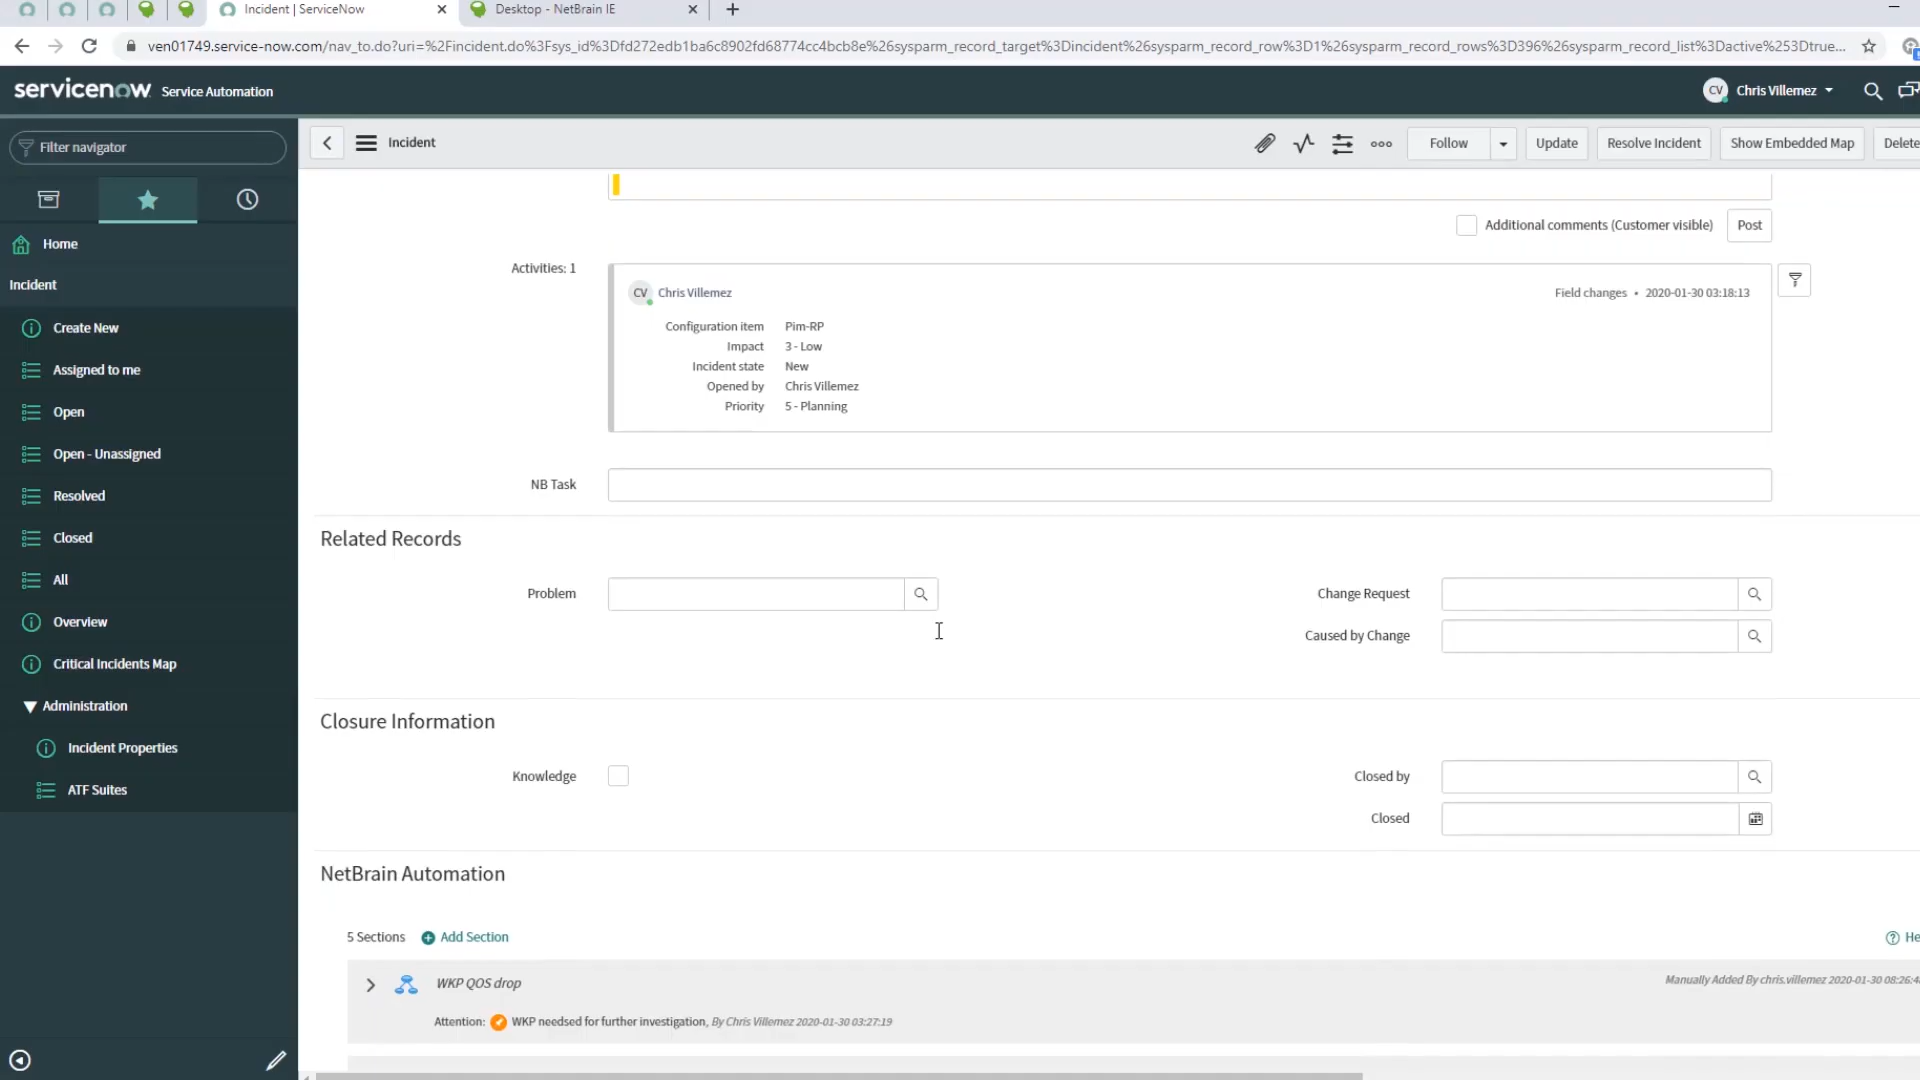 Incident | ServiceNow
Desktop - NetBrain IE
ven01749.service-now.com/nav_to.do?uri=%2Fincident.do%3Fsys_id%3Dfd272edb1ba6c8902fd68774cc4bcb8e%26sysparm_record_target%3Dincident%26sysparm_record_row%3D1%26sysparm_record_rows%3D396%26sysparm_record_list%3Dactive%253Dtrue...
servicenow Service Automation
CV Chris Villemez
Filter navigator
Incident
Follow
Update
Resolve Incident
Show Embedded Map
Delete
Home
Incident
Create New
Assigned to me
Open
Open - Unassigned
Resolved
Closed
All
Overview
Critical Incidents Map
Administration
Incident Properties
ATF Suites
Additional comments (Customer visible)
Post
Activities: 1
CV Chris Villemez
Field changes • 2020-01-30 03:18:13
Configuration item Pim-RP
Impact 3 - Low
Incident state New
Opened by Chris Villemez
Priority 5 - Planning
NB Task
Related Records
Problem
Change Request
Caused by Change
Closure Information
Knowledge
Closed by
Closed
NetBrain Automation
5 Sections Add Section
He
WKP QOS drop
Manually Added By chris.villemez 2020-01-30 08:26:4
Attention: WKP needsed for further investigation, By Chris Villemez 2020-01-30 03:27:19